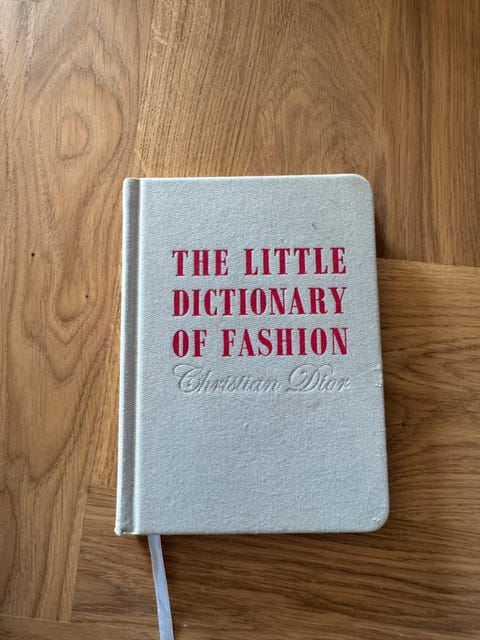 THE LITTLE
DICTIONARY
OF FASHION
Christian Dior